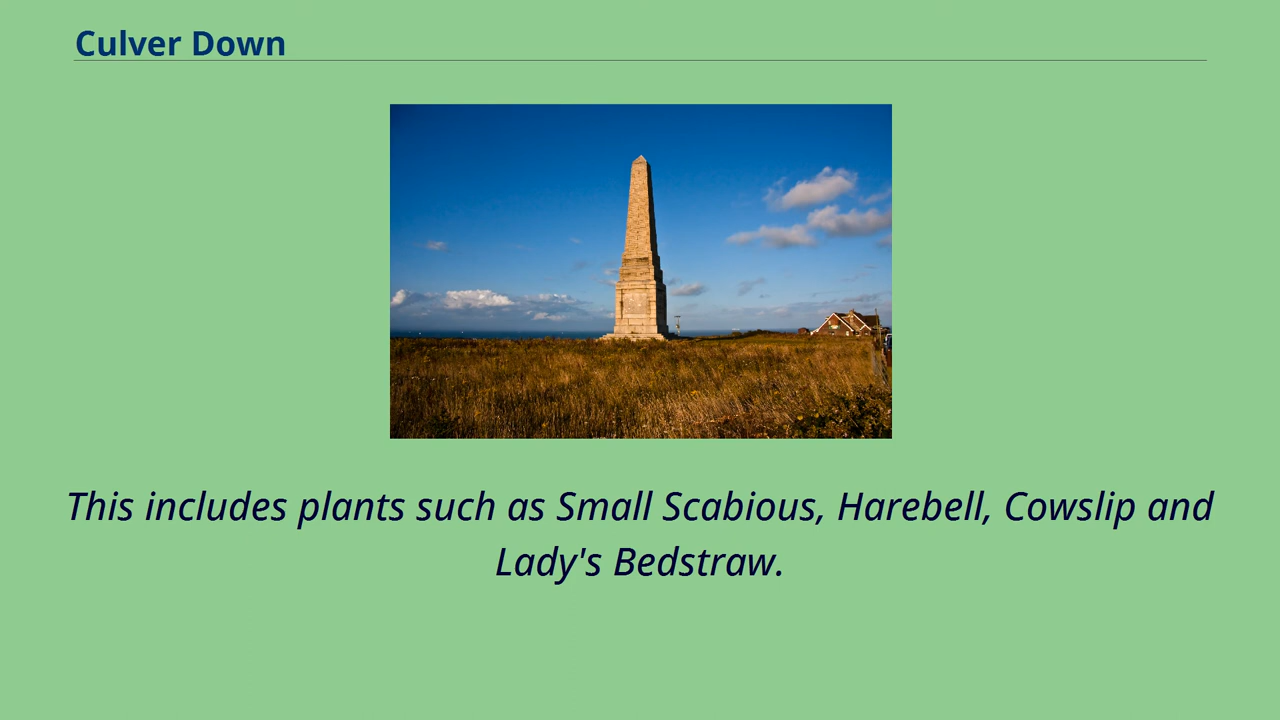 Culver Down
This includes plants such as Small Scabious, Harebell, Cowslip and
Lady's Bedstraw.